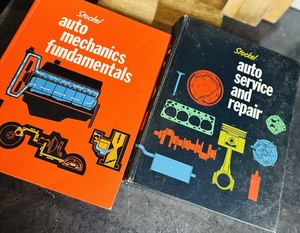 Stockel
auto
mechanics
fundamentals
Stockel
auto
service
and
repair